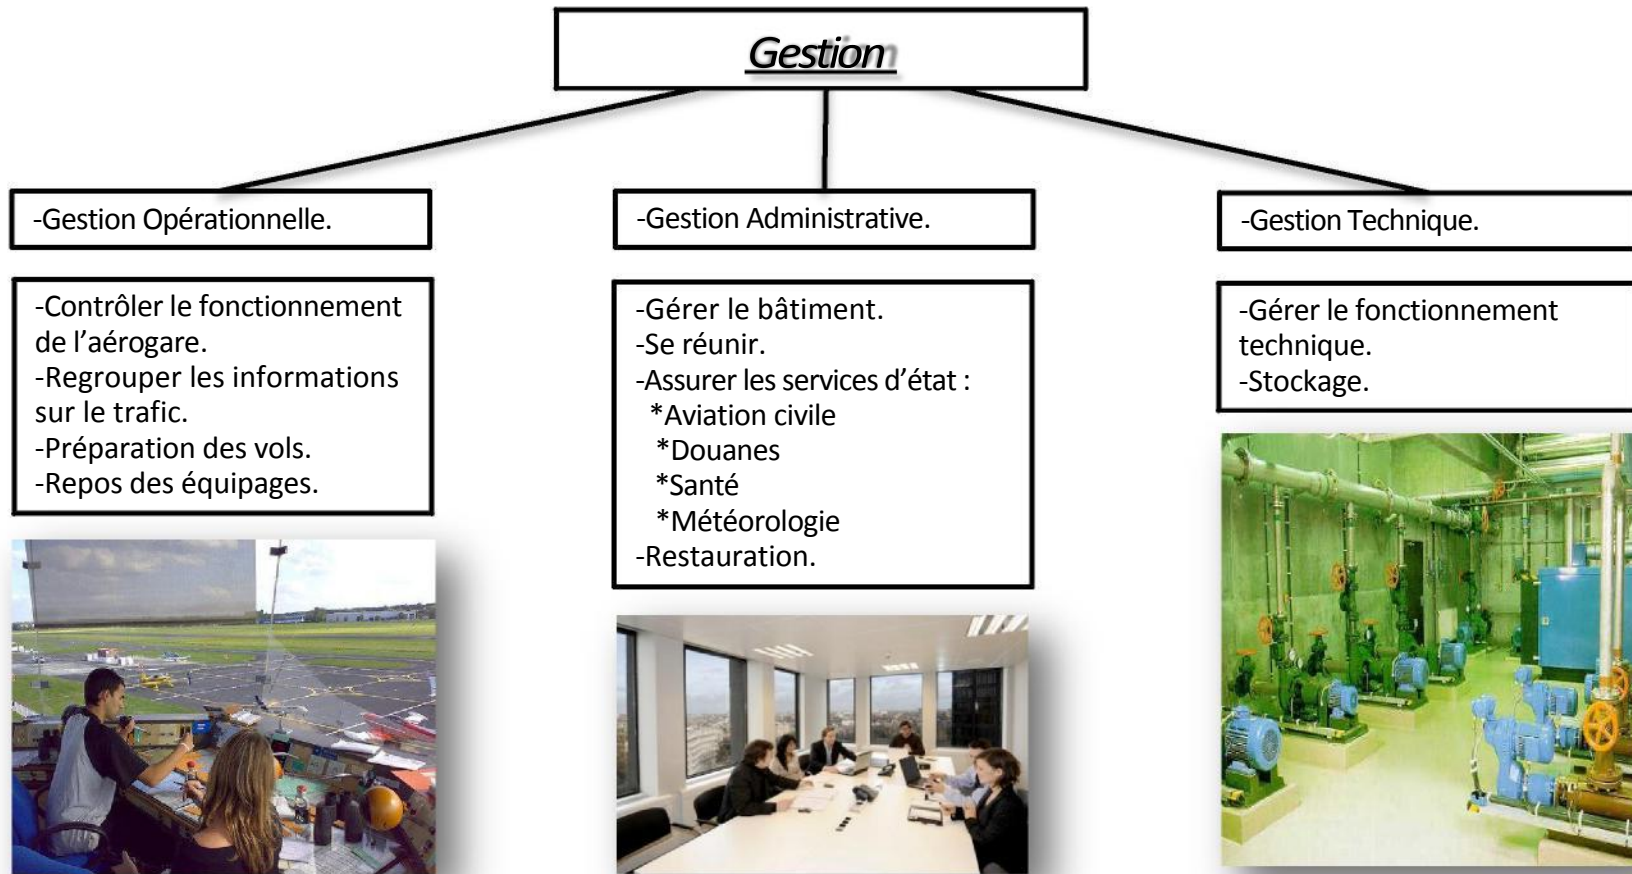 Gestion
-Gestion Opérationnelle.
-Contrôler le fonctionnement
de l’aérogare.
-Regrouper les informations
sur le trafic.
-Préparation des vols.
-Repos des équipages.
-Gestion Administrative.
-Gérer le bâtiment.
-Se réunir.
-Assurer les services d’état :
*Aviation civile
*Douanes
*Santé
*Météorologie
-Restauration.
-Gestion Technique.
-Gérer le fonctionnement
technique.
-Stockage.